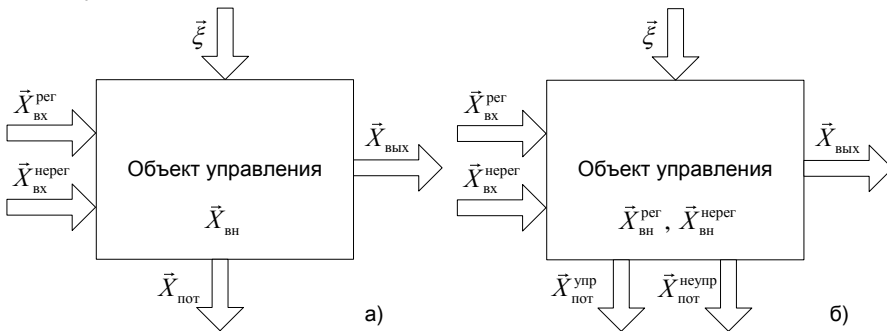 ξ⃗
X⃗вх^рег
X⃗вх^нерег
Объект управления
X⃗вн
X⃗вых
X⃗пот
а)
ξ⃗
X⃗вх^рег
X⃗вх^нерег
Объект управления
X⃗вн^рег , X⃗вн^нерег
X⃗вых
X⃗пот^упр
X⃗пот^неупр
б)